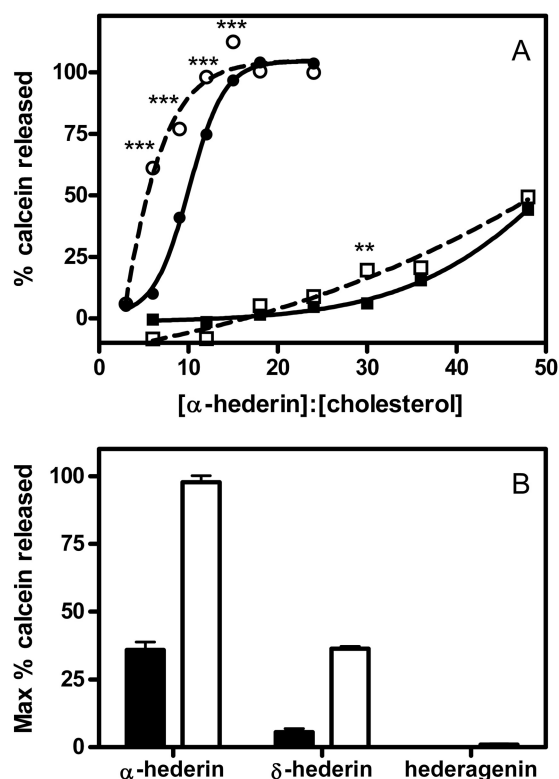 A
% calcein released
100
75
50
25
0
***
***
***
***
**
0 10 20 30 40 50
[α-hederin]:[cholesterol]
B
Max % calcein released
100
75
50
25
0
α-hederin δ-hederin hederagenin